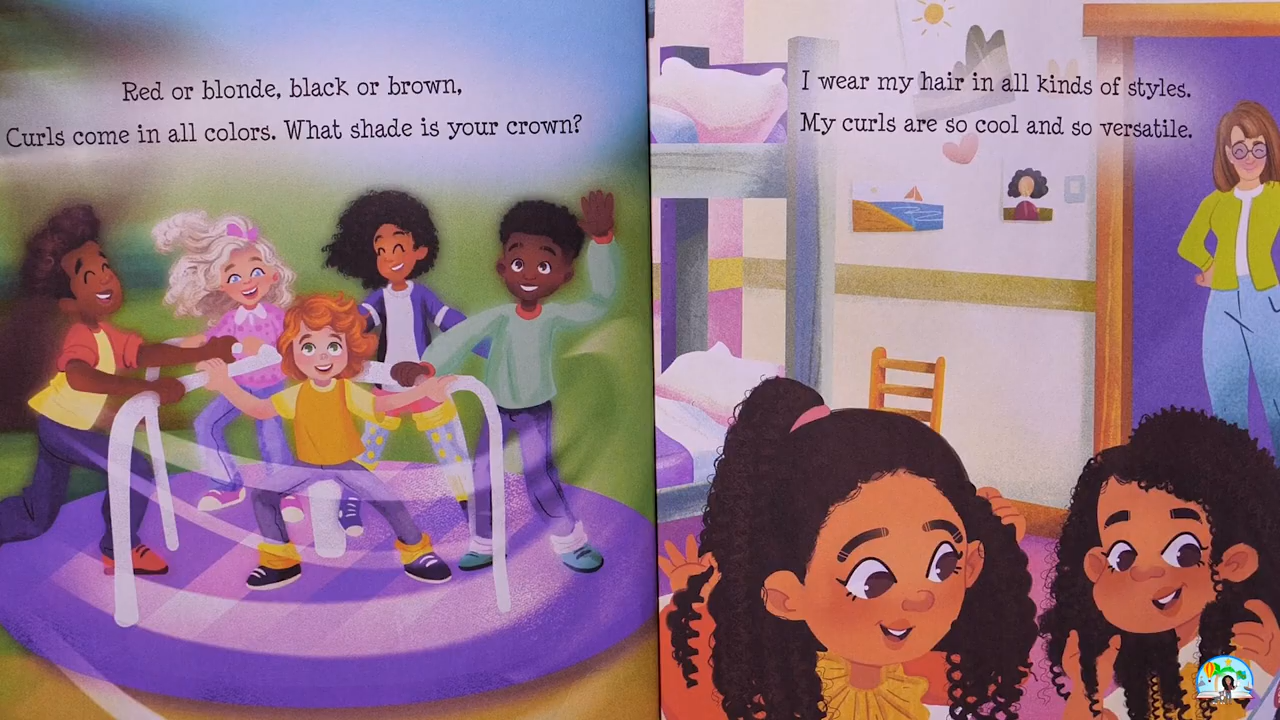 Red or blonde, black or brown,
Curls come in all colors. What shade is your crown?
I wear my hair in all kinds of styles.
My curls are so cool and so versatile.